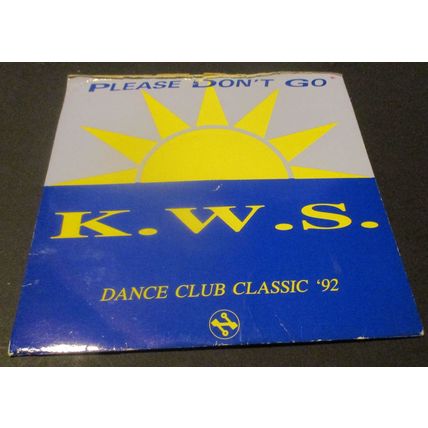 PLEASE DON'T GO
K.W.S.
DANCE CLUB CLASSIC '92